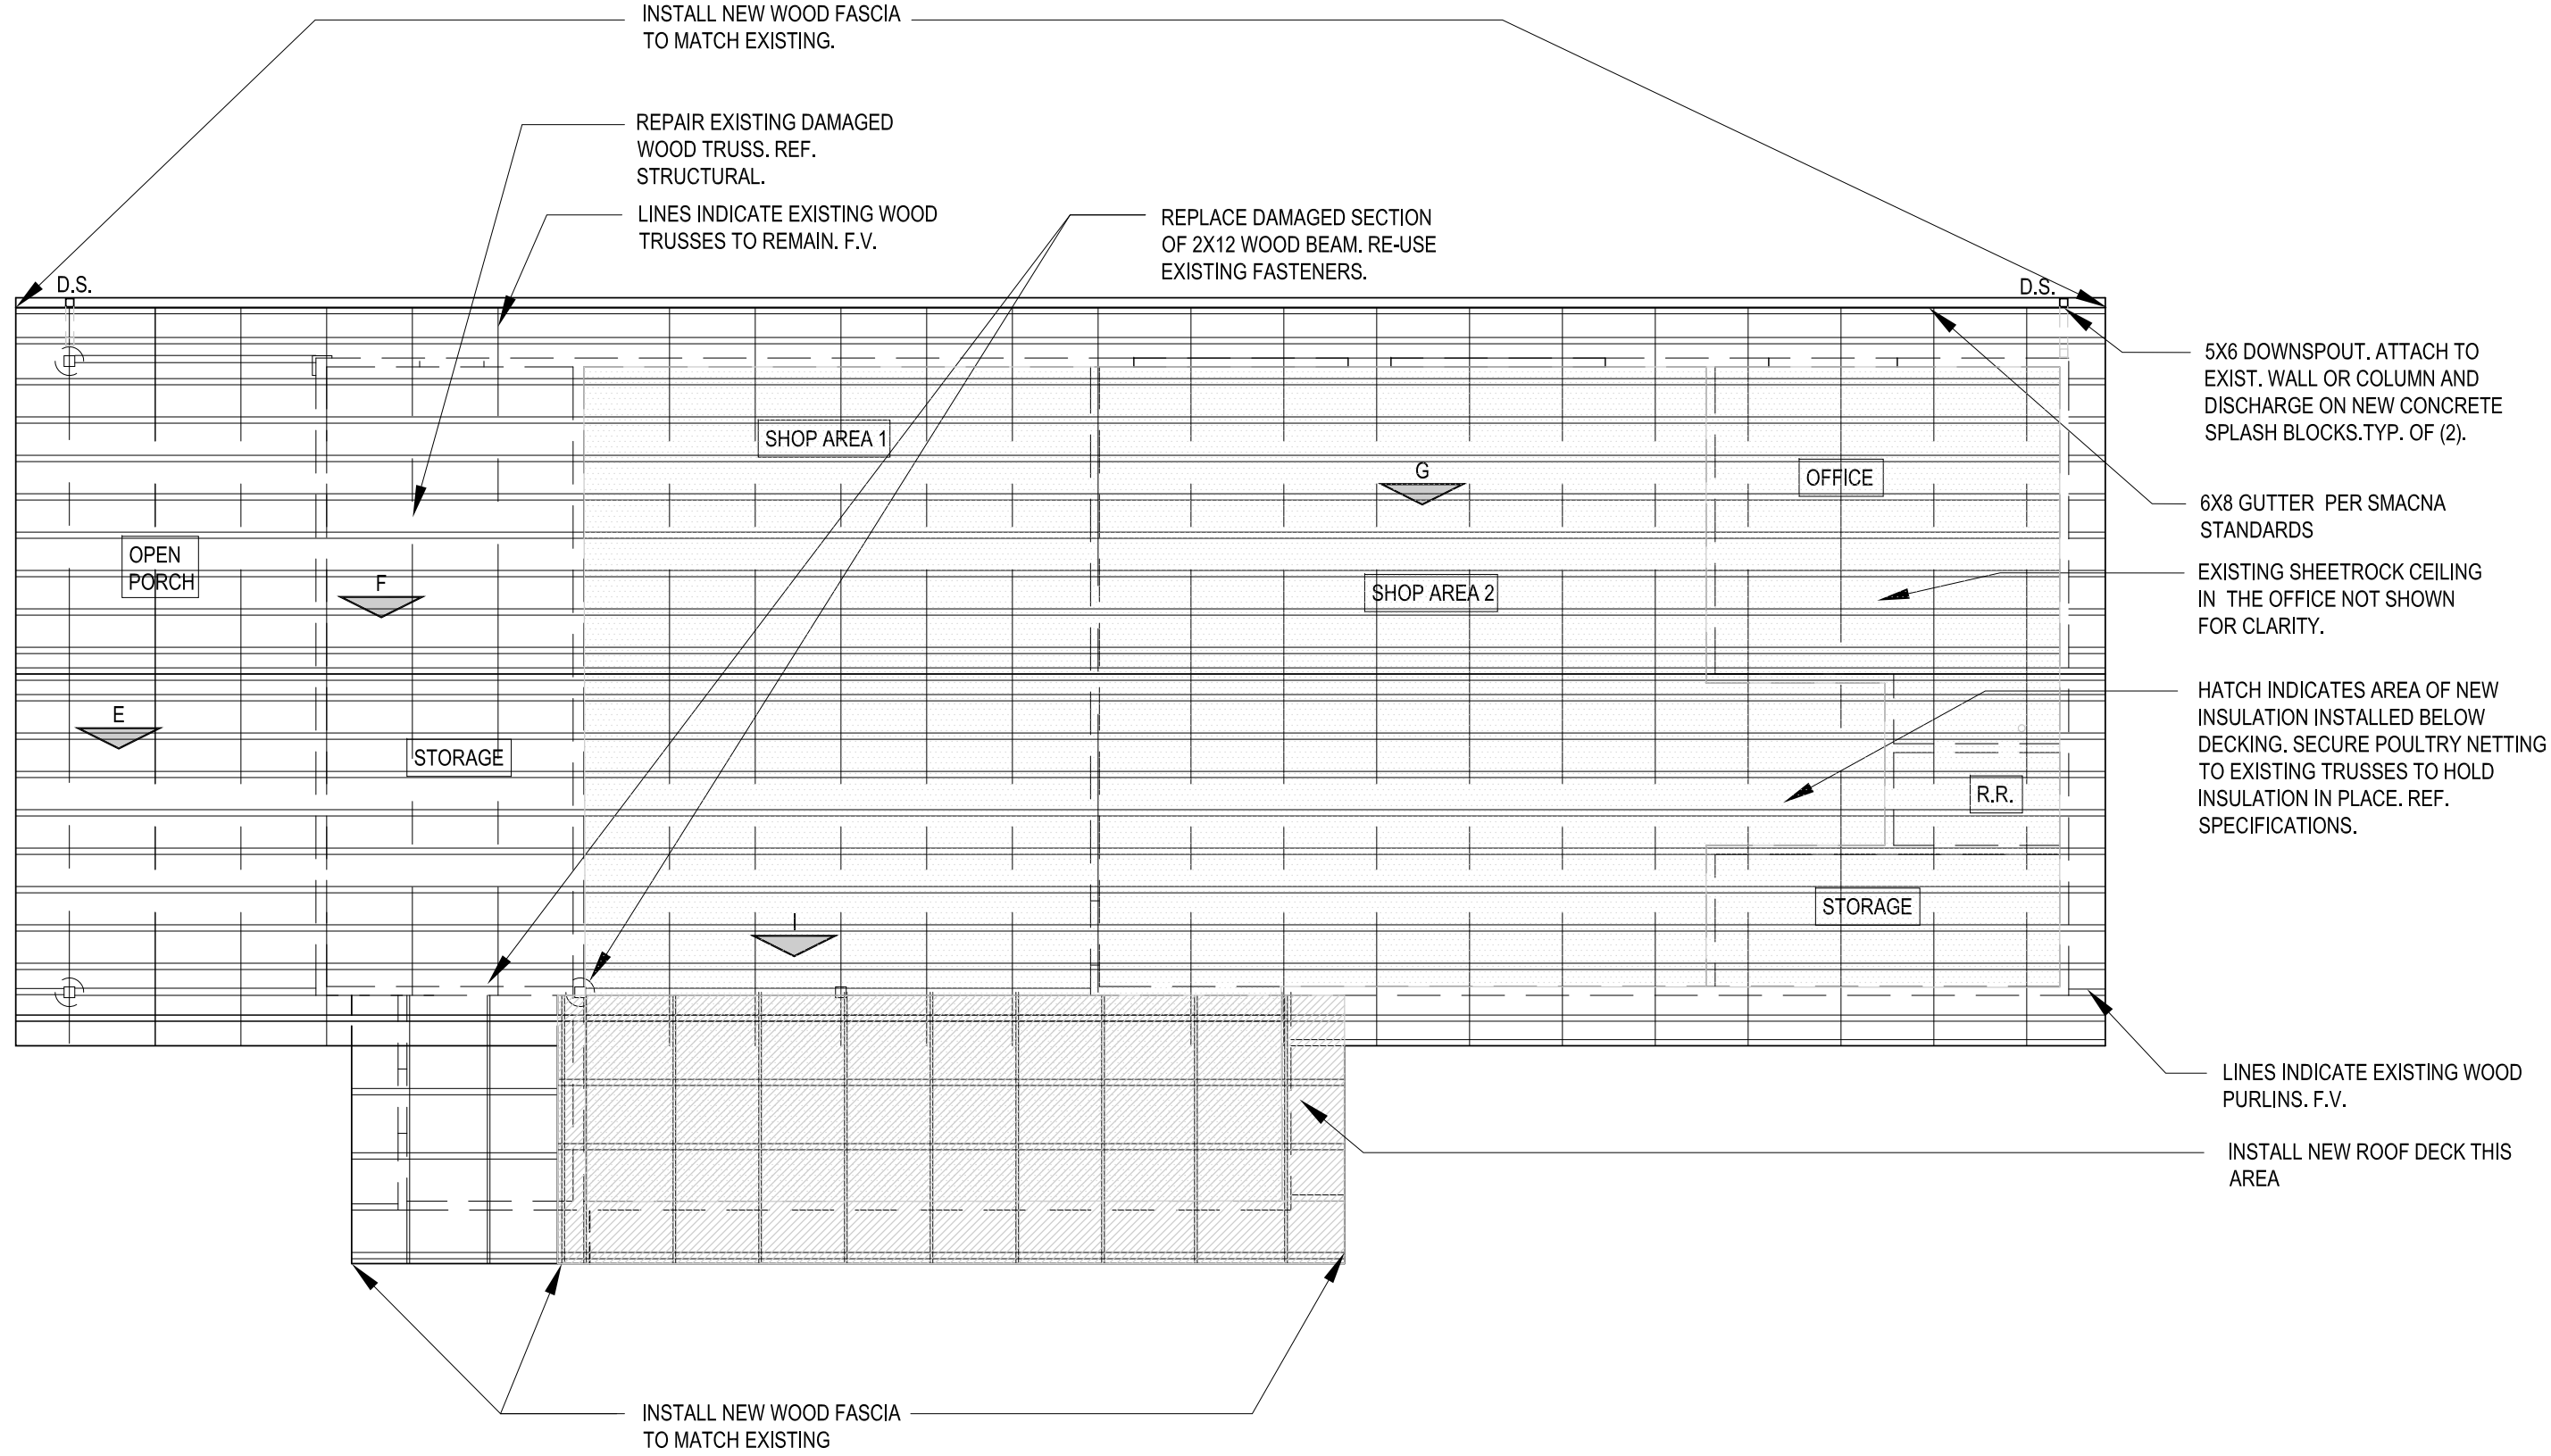 INSTALL NEW WOOD FASCIA
TO MATCH EXISTING.
REPAIR EXISTING DAMAGED
WOOD TRUSS. REF.
STRUCTURAL.
LINES INDICATE EXISTING WOOD
TRUSSES TO REMAIN. F.V.
REPLACE DAMAGED SECTION
OF 2X12 WOOD BEAM. RE-USE
EXISTING FASTENERS.
D.S.
D.S.
5X6 DOWNSPOUT. ATTACH TO
EXIST. WALL OR COLUMN AND
DISCHARGE ON NEW CONCRETE
SPLASH BLOCKS.TYP. OF (2).
SHOP AREA 1
G
OFFICE
6X8 GUTTER PER SMACNA
STANDARDS
OPEN
PORCH
F
SHOP AREA 2
EXISTING SHEETROCK CEILING
IN THE OFFICE NOT SHOWN
FOR CLARITY.
E
STORAGE
HATCH INDICATES AREA OF NEW
INSULATION INSTALLED BELOW
DECKING. SECURE POULTRY NETTING
TO EXISTING TRUSSES TO HOLD
INSULATION IN PLACE. REF.
SPECIFICATIONS.
R.R.
STORAGE
I
LINES INDICATE EXISTING WOOD
PURLINS. F.V.
INSTALL NEW ROOF DECK THIS
AREA
INSTALL NEW WOOD FASCIA
TO MATCH EXISTING